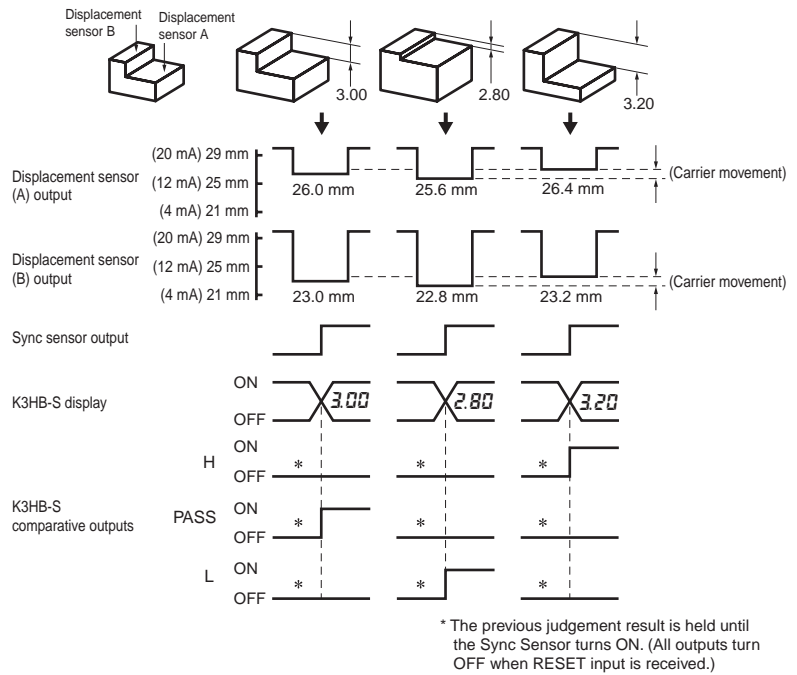 Displacement
sensor B
Displacement
sensor A
3.00
2.80
3.20
Displacement sensor
(A) output
(20 mA) 29 mm
(12 mA) 25 mm
(4 mA) 21 mm
26.0 mm
25.6 mm
26.4 mm
(Carrier movement)
Displacement sensor
(B) output
(20 mA) 29 mm
(12 mA) 25 mm
(4 mA) 21 mm
23.0 mm
22.8 mm
23.2 mm
(Carrier movement)
Sync sensor output
K3HB-S display
ON
OFF
3.00
2.80
3.20
K3HB-S
comparative outputs
H
ON
OFF
*
*
*
PASS
ON
OFF
*
*
*
L
ON
OFF
*
*
*
* The previous judgement result is held until
the Sync Sensor turns ON. (All outputs turn
OFF when RESET input is received.)